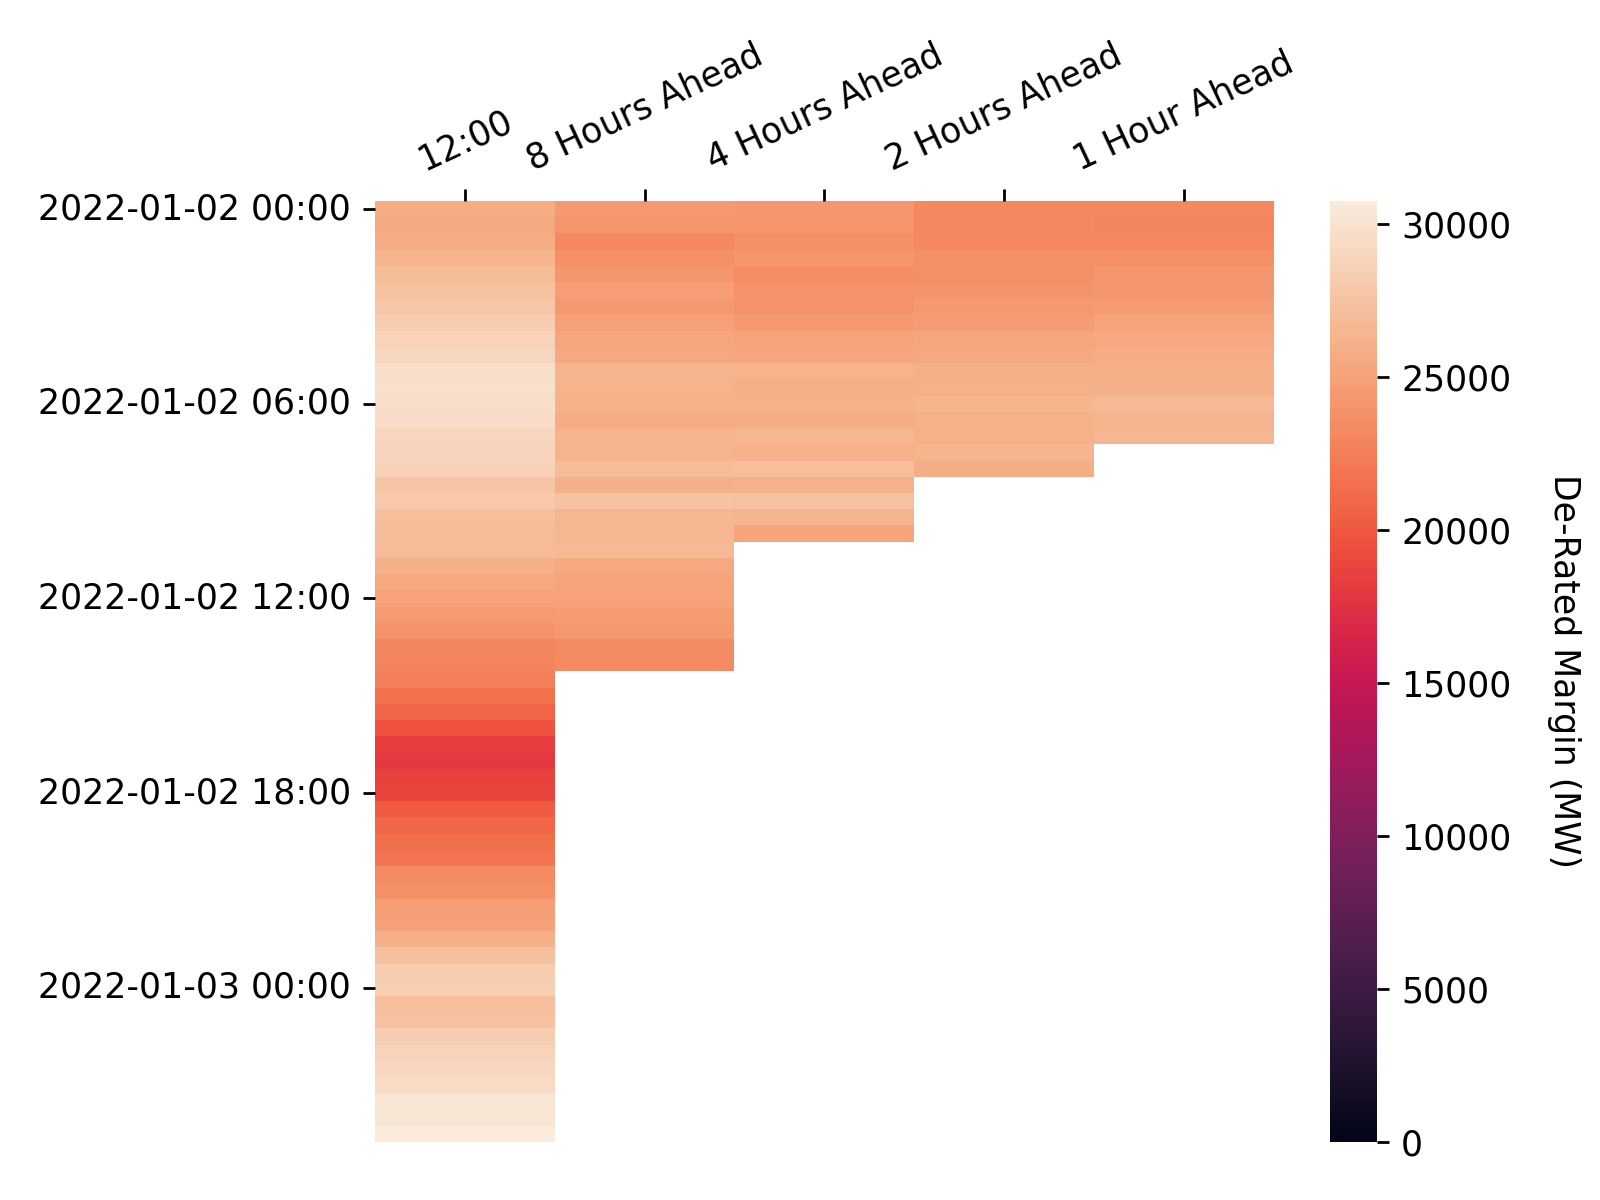 12:00
8 Hours Ahead
4 Hours Ahead
2 Hours Ahead
1 Hour Ahead
2022-01-02 00:00
2022-01-02 06:00
2022-01-02 12:00
2022-01-02 18:00
2022-01-03 00:00
30000
25000
20000
15000
10000
5000
0
De-Rated Margin (MW)